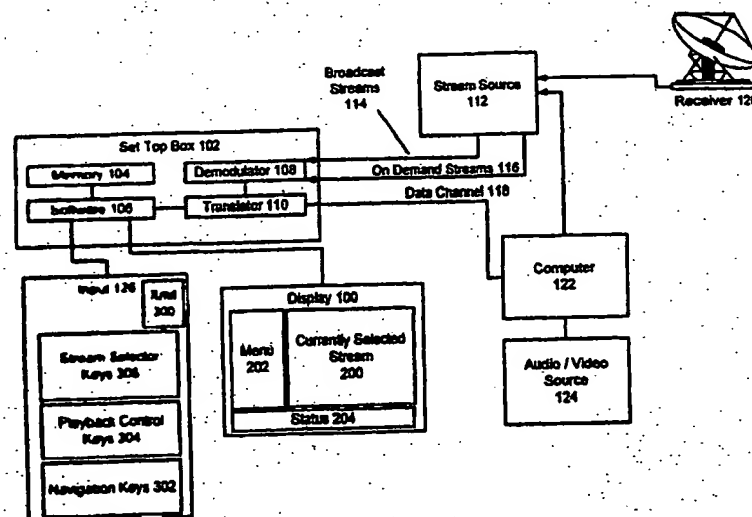 Broadcast
Streams
114
Stream Source
112
Receiver 120
Set Top Box 102
Memory 104
Demodulator 108
On Demand Streams 116
Software 106
Translator 110
Data Channel 118
Computer
122
Input 126
300
Display 100
Menu
202
Currently Selected
Stream
200
Status 204
Audio / Video
Source
124
Stream Selector
Keys 306
Playback Control
Keys 304
Navigation Keys 302